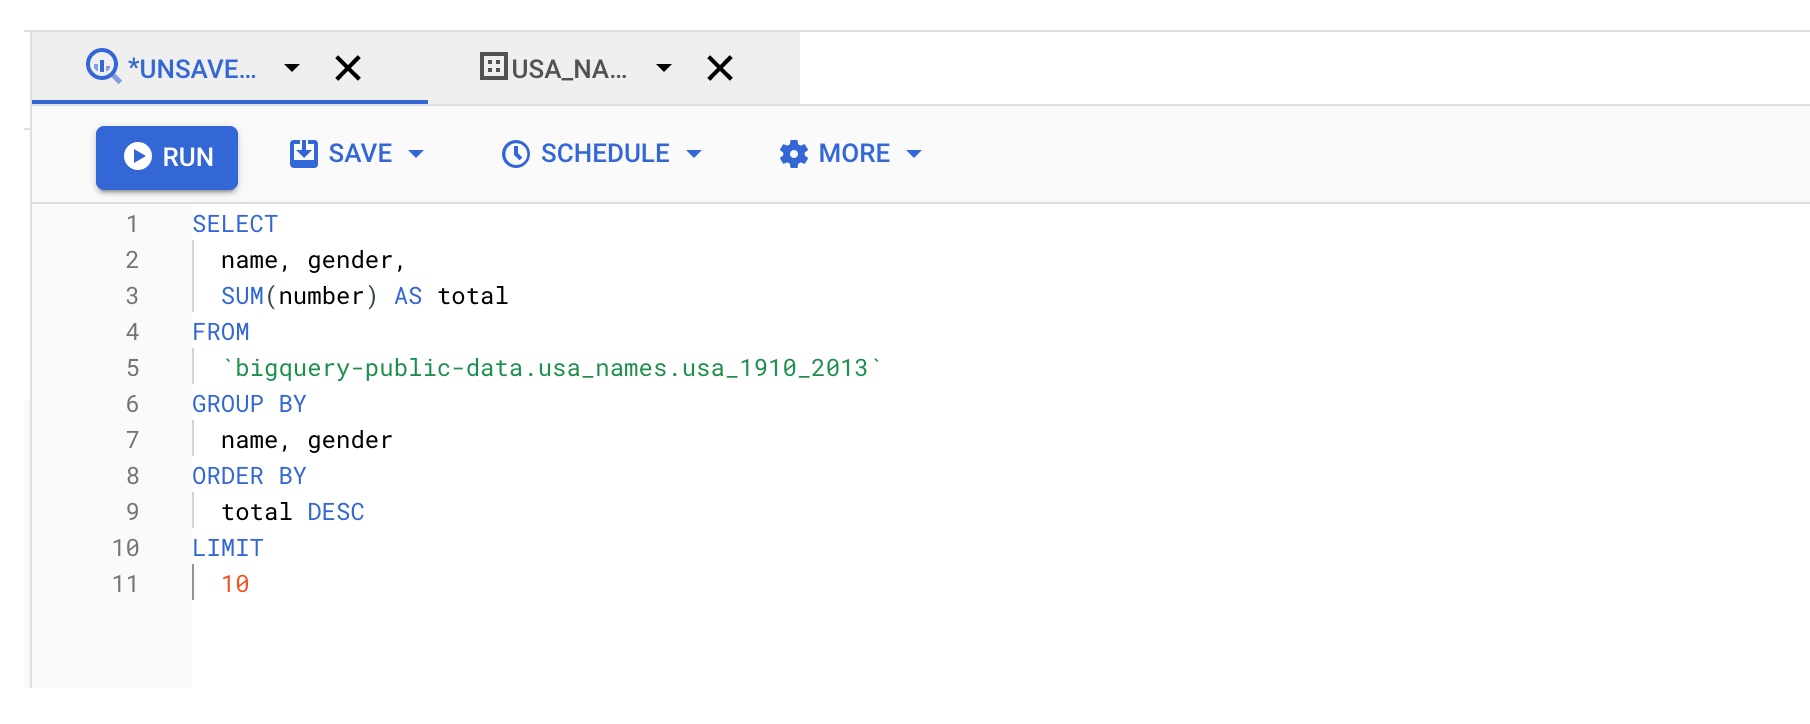 *UNSAVE... USA_NA...
RUN SAVE SCHEDULE MORE
1 SELECT
2 name, gender,
3 SUM(number) AS total
4 FROM
5 `bigquery-public-data.usa_names.usa_1910_2013`
6 GROUP BY
7 name, gender
8 ORDER BY
9 total DESC
10 LIMIT
11 10